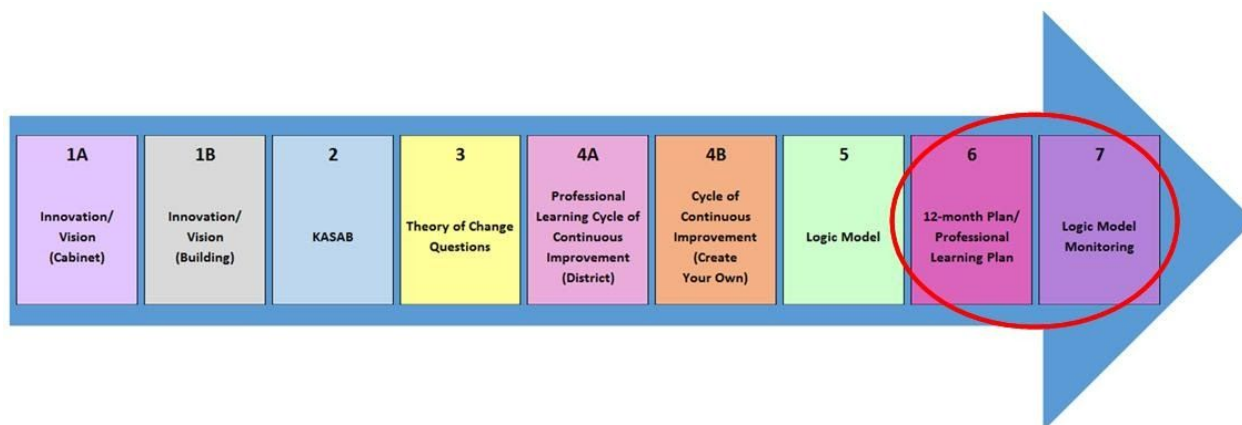 1A
Innovation/
Vision
(Cabinet)
1B
Innovation/
Vision
(Building)
2
KASAB
3
Theory of Change
Questions
4A
Professional
Learning Cycle of
Continuous
Improvement
(District)
4B
Cycle of
Continuous
Improvement
(Create
Your Own)
5
Logic Model
6
12-month Plan/
Professional
Learning Plan
7
Logic Model
Monitoring